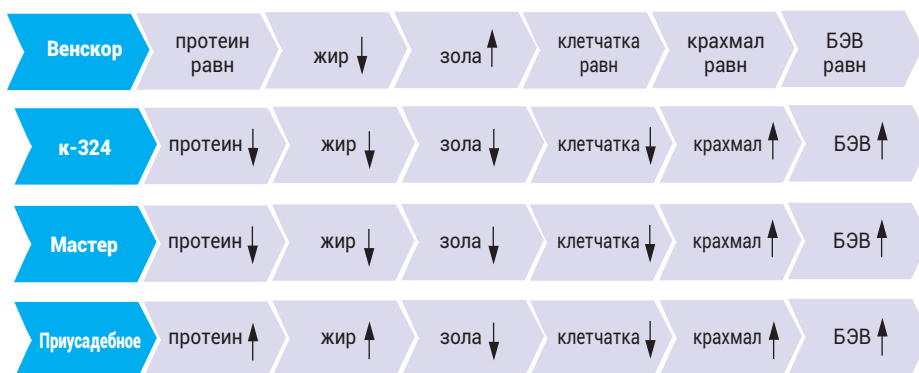 Венскор
протеин
равн
жир ↓
зола ↑
клетчатка
равн
крахмал
равн
БЭВ
равн
к-324
протеин ↓
жир ↓
зола ↓
клетчатка ↓
крахмал ↑
БЭВ ↑
Мастер
протеин ↓
жир ↓
зола ↓
клетчатка ↓
крахмал ↑
БЭВ ↑
Приусадебное
протеин ↑
жир ↑
зола ↓
клетчатка ↓
крахмал ↑
БЭВ ↑